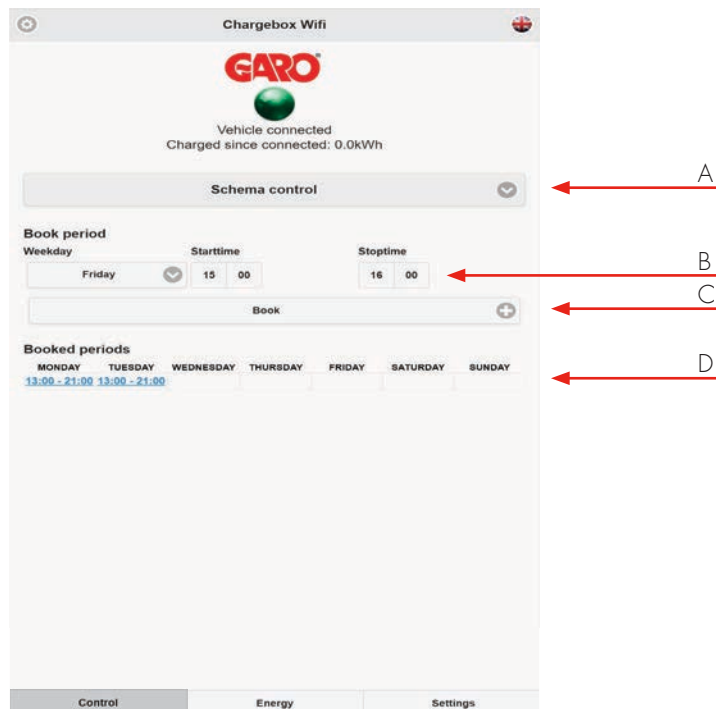 Chargebox Wifi
GARO
Vehicle connected
Charged since connected: 0.0kWh
Schema control
A
Book period
Weekday Starttime Stoptime
Friday 15 00 16 00
B
Book
C
Booked periods
MONDAY TUESDAY WEDNESDAY THURSDAY FRIDAY SATURDAY SUNDAY
13:00 - 21:00 13:00 - 21:00
D
Control Energy Settings